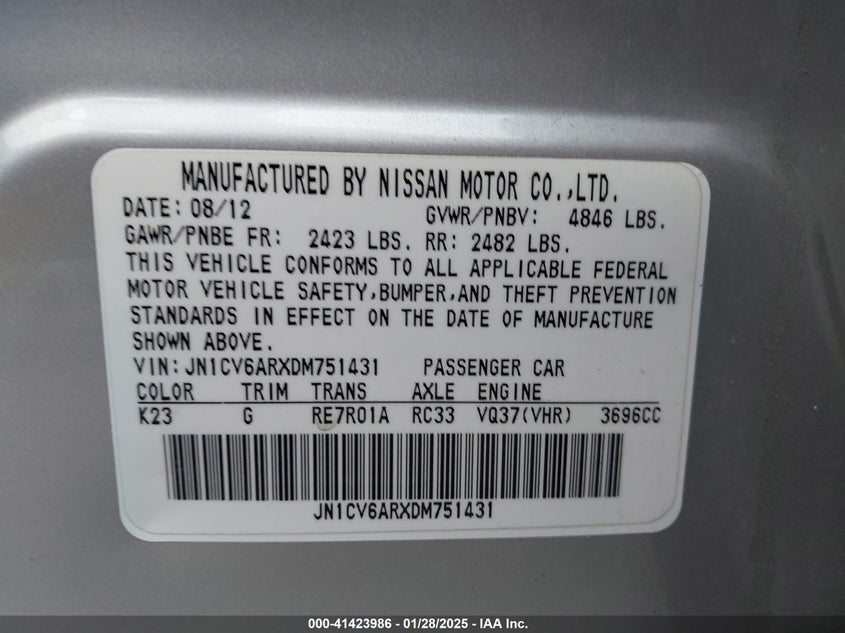 MANUFACTURED BY NISSAN MOTOR CO.,LTD.
DATE: 08/12 GVWR/PNBV: 4846 LBS.
GAWR/PNBE FR: 2423 LBS. RR: 2482 LBS.
THIS VEHICLE CONFORMS TO ALL APPLICABLE FEDERAL
MOTOR VEHICLE SAFETY,BUMPER,AND THEFT PREVENTION
STANDARDS IN EFFECT ON THE DATE OF MANUFACTURE
SHOWN ABOVE.
VIN: JN1CV6ARXDM751431 PASSENGER CAR
COLOR TRIM TRANS AXLE ENGINE
K23 G RE7R01A RC33 VQ37(VHR) 3696CC
JN1CV6ARXDM751431
000-41423986 - 01/28/2025 - IAA Inc.